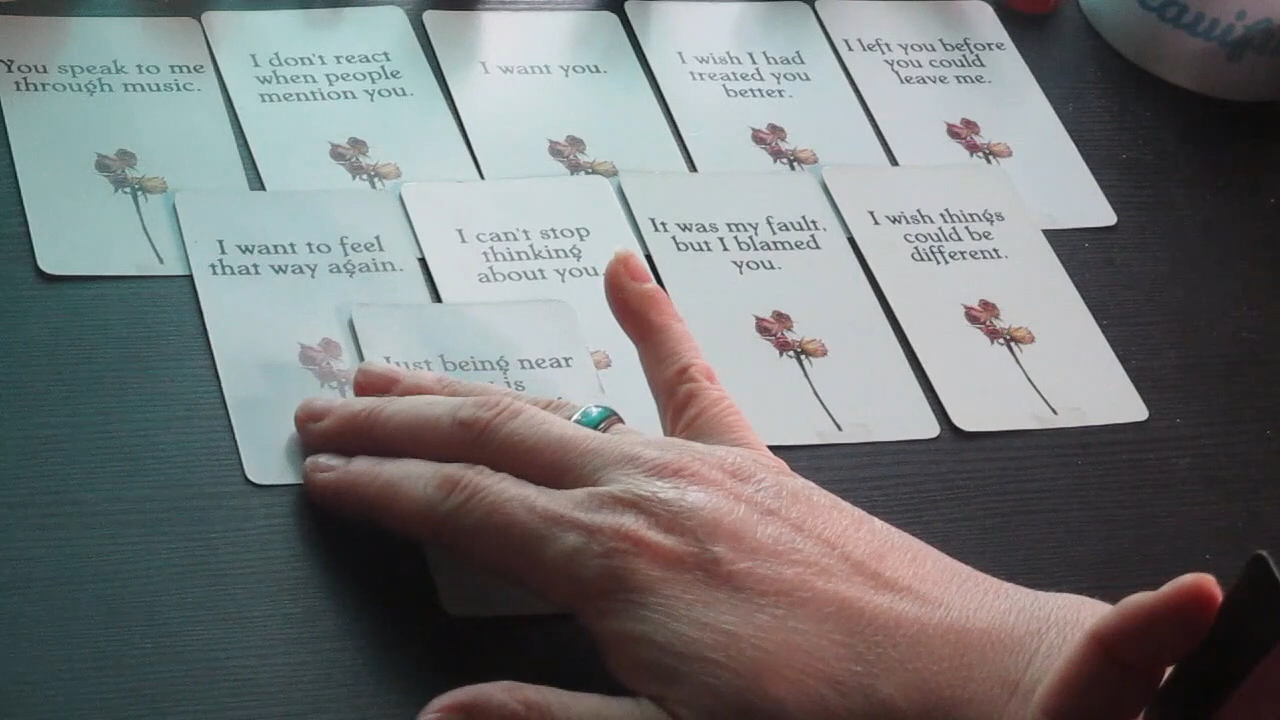 You speak to me
through music.
I don't react
when people
mention you.
I want you.
I wish I had
treated you
better.
I left you before
you could
leave me.
I want to feel
that way again.
I can't stop
thinking
about you.
It was my fault,
but I blamed
you.
I wish things
could be
different.
Just being near
is